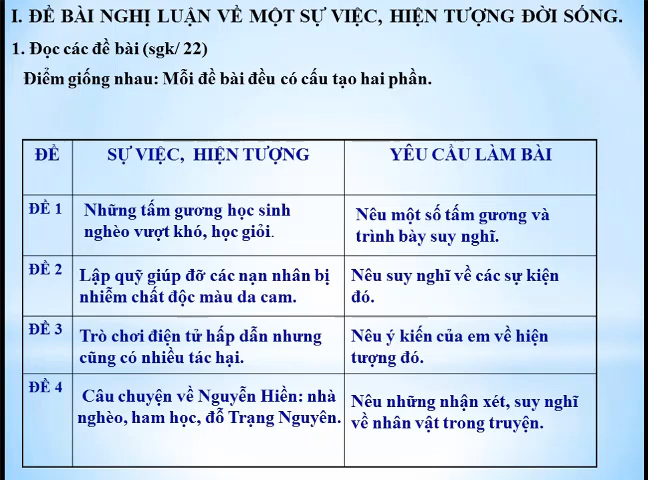 I. ĐỀ BÀI NGHỊ LUẬN VỀ MỘT SỰ VIỆC, HIỆN TƯỢNG ĐỜI SỐNG.
1. Đọc các đề bài (sgk/ 22)
Điểm giống nhau: Mỗi đề bài đều có cấu tạo hai phần.
ĐỀ SỰ VIỆC, HIỆN TƯỢNG YÊU CẦU LÀM BÀI
ĐỀ 1 Những tấm gương học sinh
nghèo vượt khó, học giỏi.
Nêu một số tấm gương và
trình bày suy nghĩ.
ĐỀ 2 Lập quỹ giúp đỡ các nạn nhân bị
nhiễm chất độc màu da cam.
Nêu suy nghĩ về các sự kiện
đó.
ĐỀ 3 Trò chơi điện tử hấp dẫn nhưng
cũng có nhiều tác hại.
Nêu ý kiến của em về hiện
tượng đó.
ĐỀ 4 Câu chuyện về Nguyễn Hiền: nhà
nghèo, ham học, đỗ Trạng Nguyên.
Nêu những nhận xét, suy nghĩ
về nhân vật trong truyện.